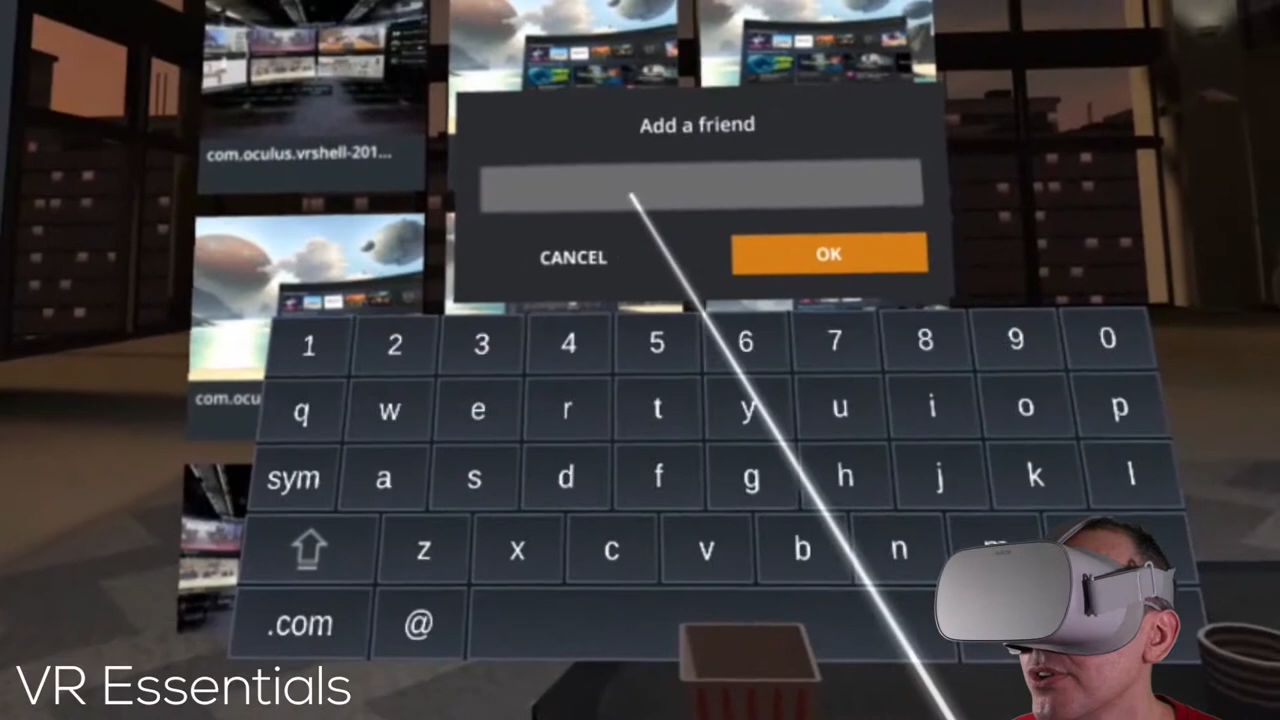 com.oculus.vrshell-201...
Add a friend
CANCEL
OK
com.ocu
1 2 3 4 5 6 7 8 9 0
q w e r t y u i o p
sym a s d f g h j k l
z x c v b n
.com @
VR Essentials